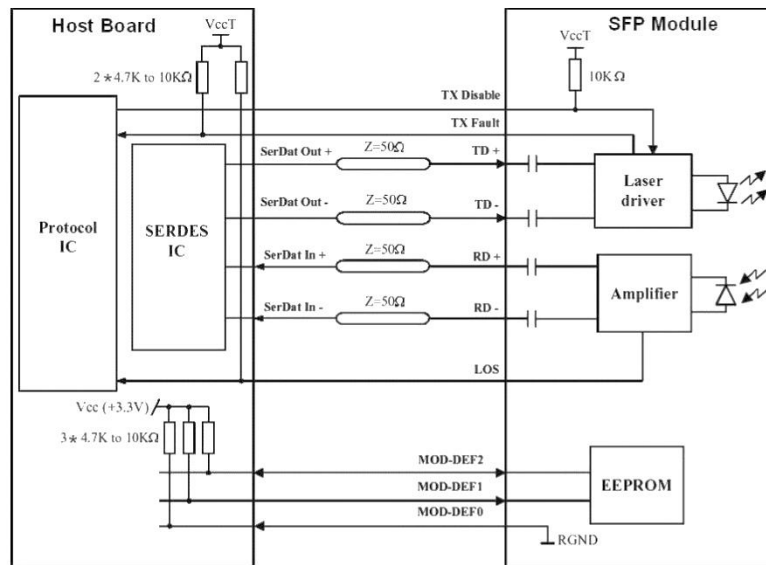 Host Board
SFP Module
VccT
VccT
2*4.7K to 10KΩ
10KΩ
TX Disable
TX Fault
SerDat Out +
Z=50Ω
TD +
SerDat Out -
Z=50Ω
TD -
Laser
driver
Protocol
IC
SERDES
IC
SerDat In +
Z=50Ω
RD +
SerDat In -
Z=50Ω
RD -
Amplifier
LOS
Vcc (+3.3V)
3*4.7K to 10KΩ
MOD-DEF2
MOD-DEF1
MOD-DEF0
EEPROM
RGND